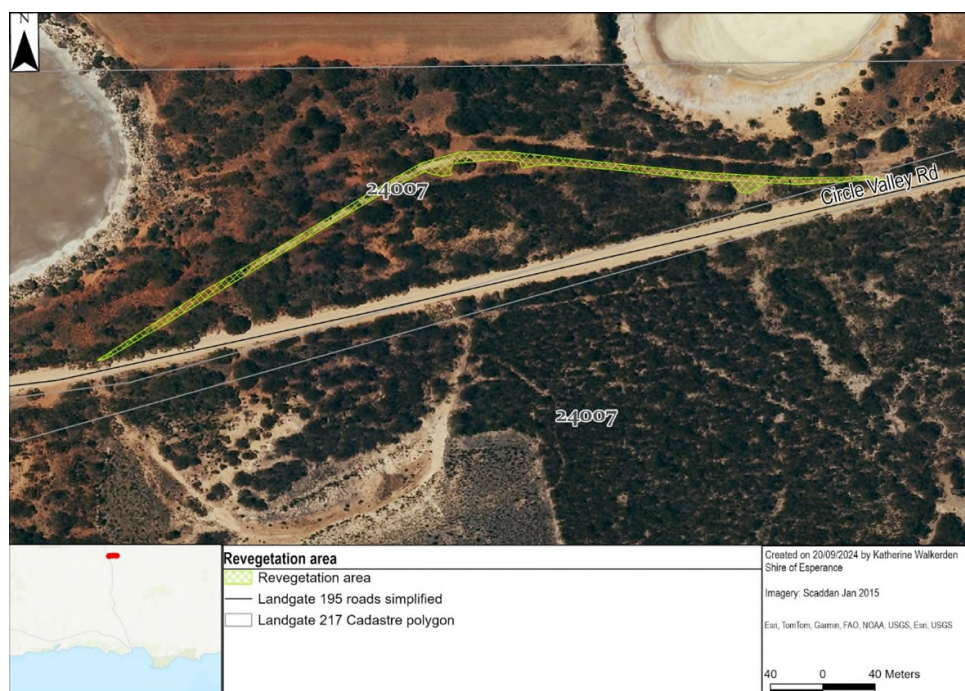 N
24007
Circle Valley Rd
24007
Revegetation area
Revegetation area
Landgate 195 roads simplified
Landgate 217 Cadastre polygon
Created on 20/09/2024 by Katherine Walkerden
Shire of Esperance
Imagery: Scaddan Jan 2015
Esri, TomTom, Garmin, FAO, NOAA, USGS, Esri, USGS
40 0 40 Meters